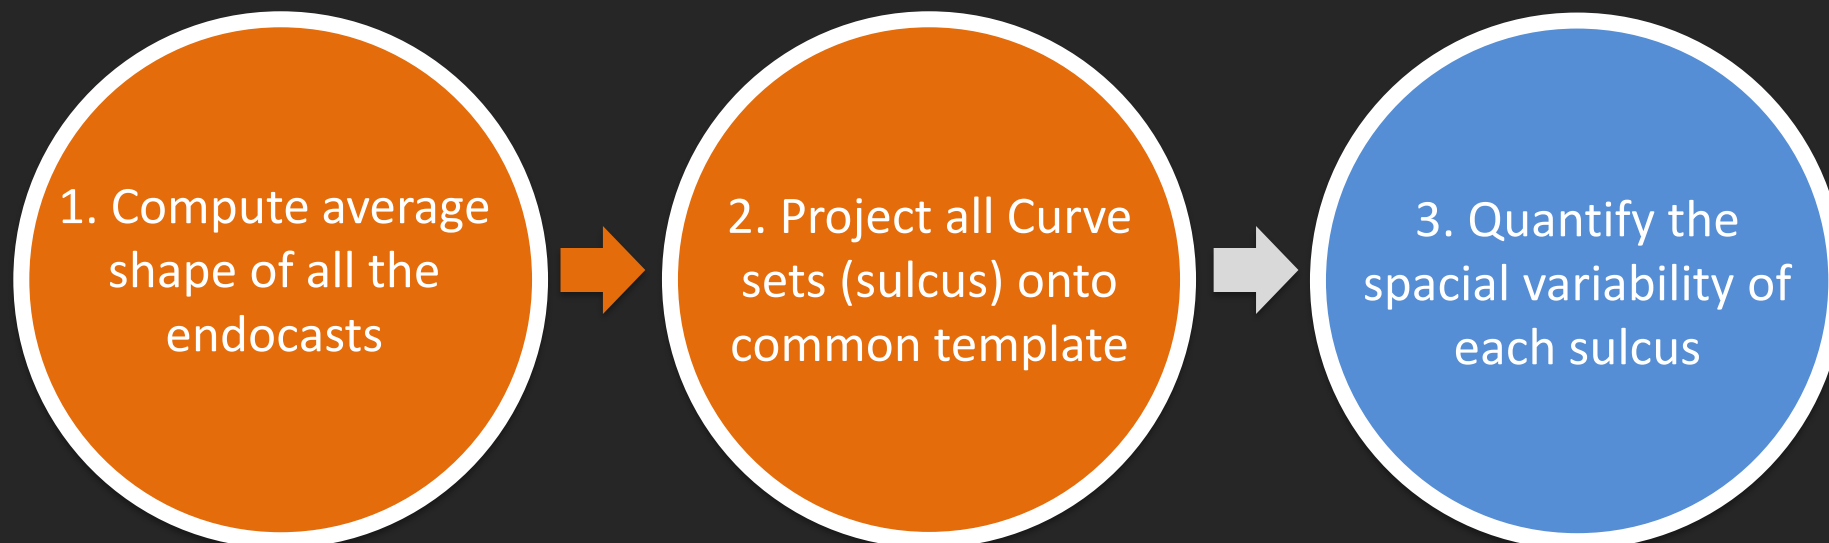 1. Compute average
shape of all the
endocasts
2. Project all Curve
sets (sulcus) onto
common template
3. Quantify the
spacial variability of
each sulcus